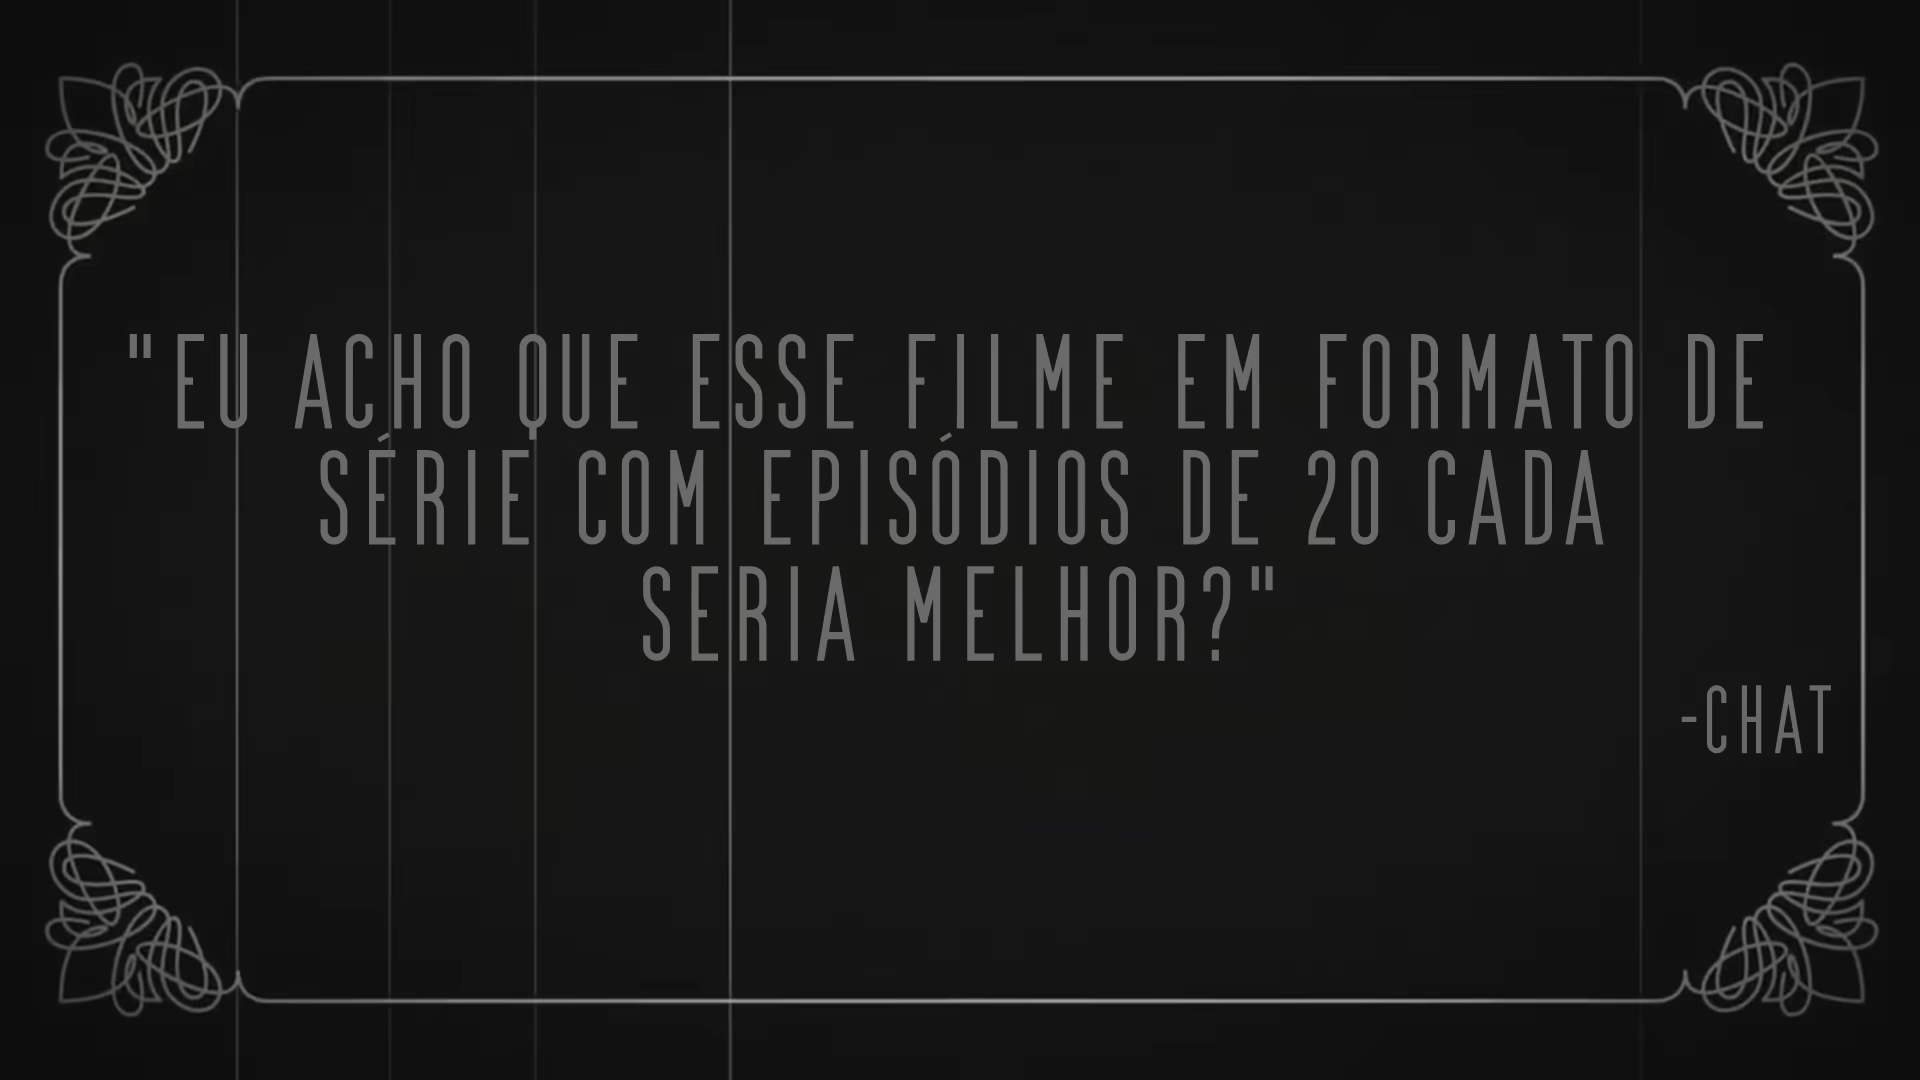 "EU ACHO QUE ESSE FILME EM FORMATO DE
SÉRIE COM EPISÓDIOS DE 20 CADA
SERIA MELHOR?"
-CHAT